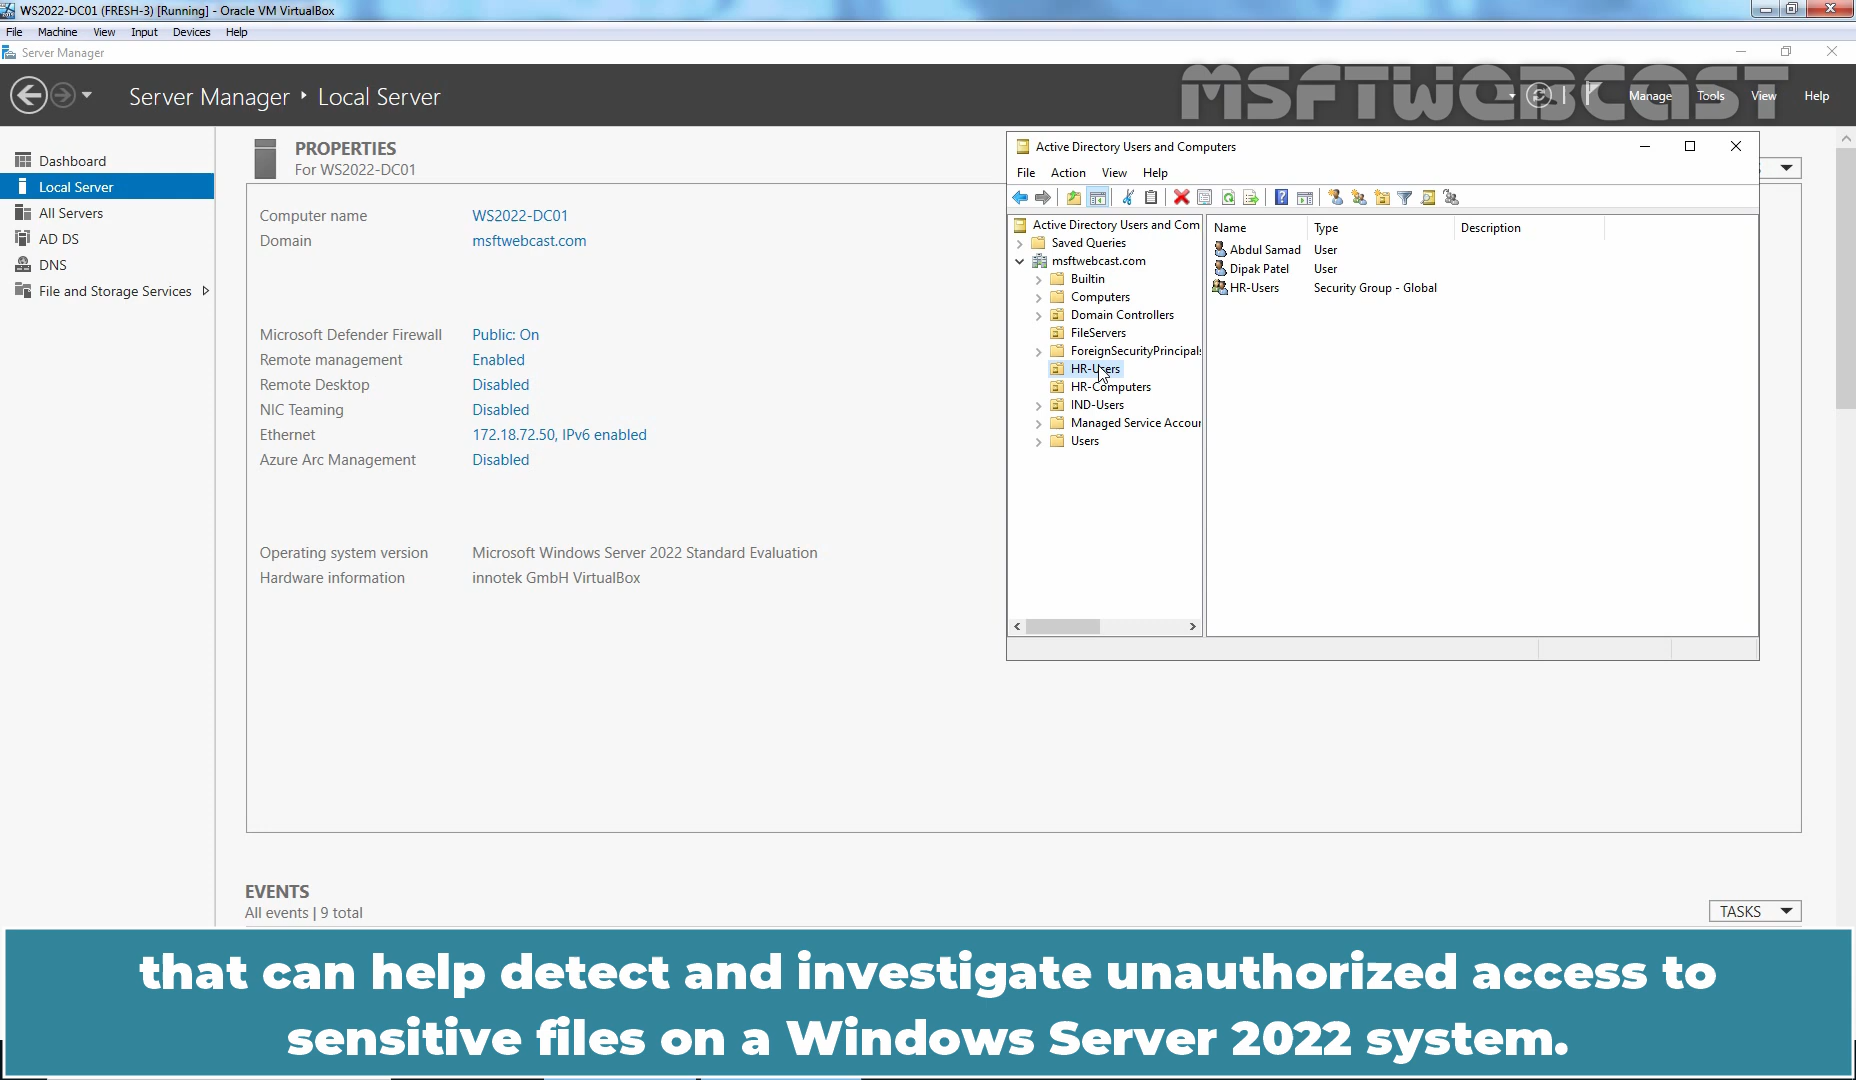 WS2022-DC01 (FRESH-3) [Running] - Oracle VM VirtualBox
File Machine View Input Devices Help
Server Manager
Server Manager ‣ Local Server
MSFTWEBCAST
Manage Tools View Help
Dashboard
Local Server
All Servers
AD DS
DNS
File and Storage Services
PROPERTIES
For WS2022-DC01
Computer name WS2022-DC01
Domain msftwebcast.com
Microsoft Defender Firewall Public: On
Remote management Enabled
Remote Desktop Disabled
NIC Teaming Disabled
Ethernet 172.18.72.50, IPv6 enabled
Azure Arc Management Disabled
Operating system version Microsoft Windows Server 2022 Standard Evaluation
Hardware information innotek GmbH VirtualBox
Active Directory Users and Computers
File Action View Help
Active Directory Users and Com
Saved Queries
msftwebcast.com
Builtin
Computers
Domain Controllers
FileServers
ForeignSecurityPrincipals
HR-Users
HR-Computers
IND-Users
Managed Service Accour
Users
Name Type Description
Abdul Samad User
Dipak Patel User
HR-Users Security Group - Global
EVENTS
All events | 9 total
TASKS
that can help detect and investigate unauthorized access to
sensitive files on a Windows Server 2022 system.